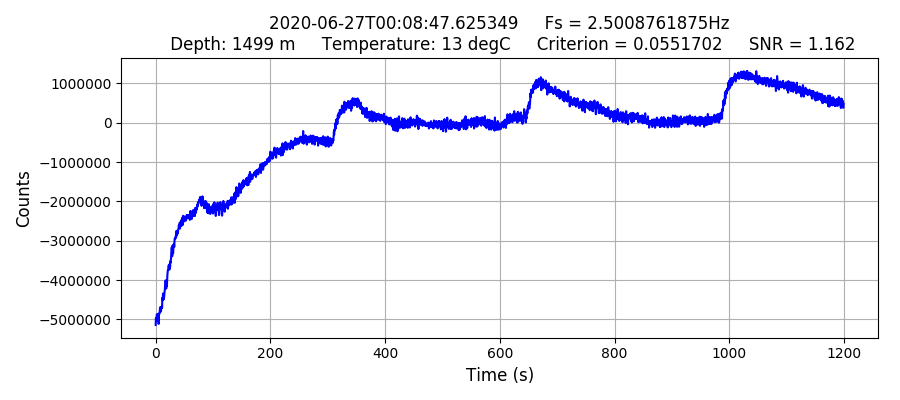 2020-06-27T00:08:47.625349 Fs = 2.5008761875Hz
Depth: 1499 m Temperature: 13 degC Criterion = 0.0551702 SNR = 1.162
1000000
0
−1000000
−2000000
−3000000
−4000000
−5000000
Counts
0 200 400 600 800 1000 1200
Time (s)